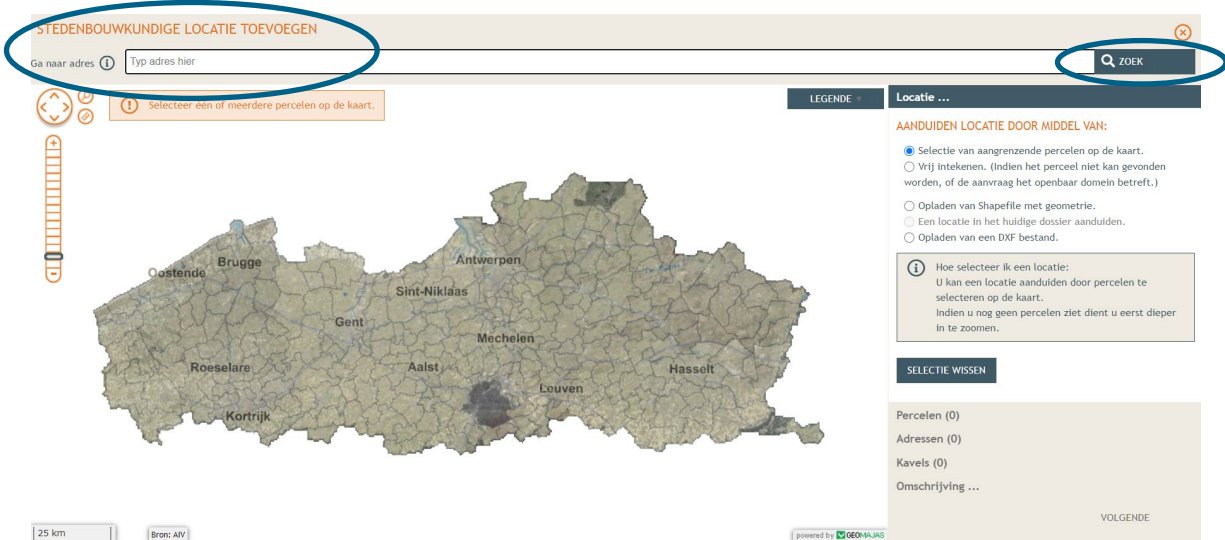 STEDENBOUWKUNDIGE LOCATIE TOEVOEGEN
Ga naar adres
Typ adres hier
ZOEK
Selecteer één of meerdere percelen op de kaart.
LEGENDE
Locatie ...
AANDUIDEN LOCATIE DOOR MIDDEL VAN:
Selectie van aangrenzende percelen op de kaart.
Vrij intekenen. (Indien het perceel niet kan gevonden
worden, of de aanvraag het openbaar domein betreft.)
Opladen van Shapefile met geometrie.
Een locatie in het huidige dossier aanduiden.
Opladen van een DXF bestand.
Hoe selecteer ik een locatie:
U kan een locatie aanduiden door percelen te
selecteren op de kaart.
Indien u nog geen percelen ziet dient u eerst dieper
in te zoomen.
SELECTIE WISSEN
Percelen (0)
Adressen (0)
Kavels (0)
Omschrijving ...
VOLGENDE
Brugge
Oostende
Antwerpen
Sint-Niklaas
Gent
Mechelen
Roeselare
Aalst
Hasselt
Leuven
Kortrijk
25 km
Bron: AIV
powered by GEOMAJAS